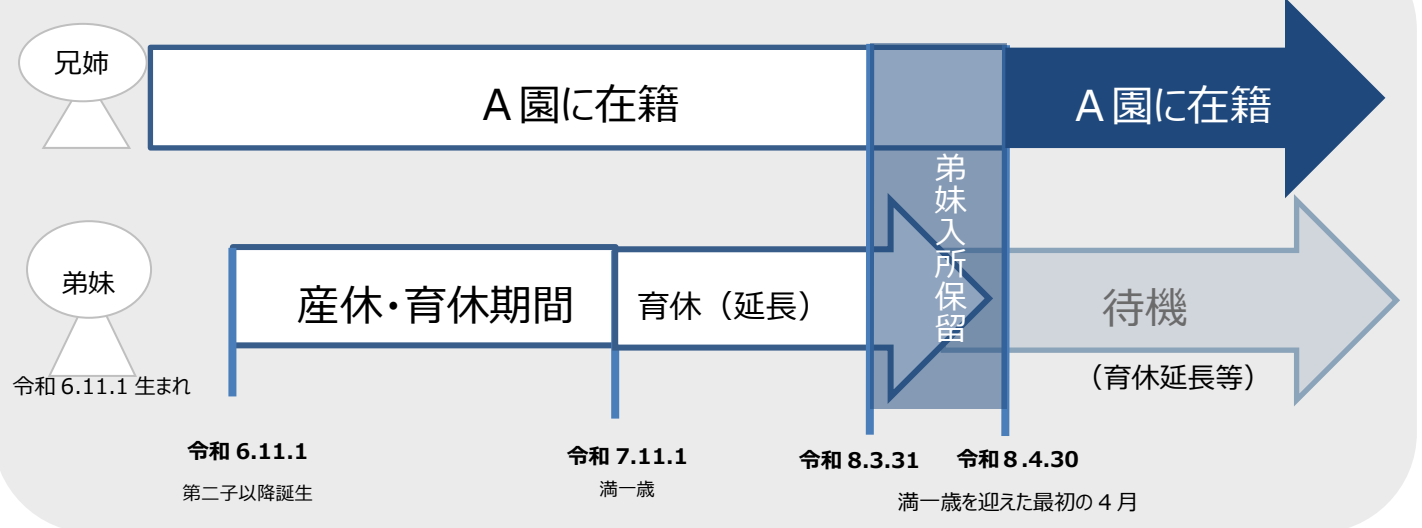 兄姉
A園に在籍
A園に在籍
弟妹入所保留
弟妹
産休・育休期間
育休（延長）
待機
（育休延長等）
令和6.11.1生まれ
令和6.11.1
第二子以降誕生
令和7.11.1
満一歳
令和8.3.31
令和8.4.30
満一歳を迎えた最初の4月